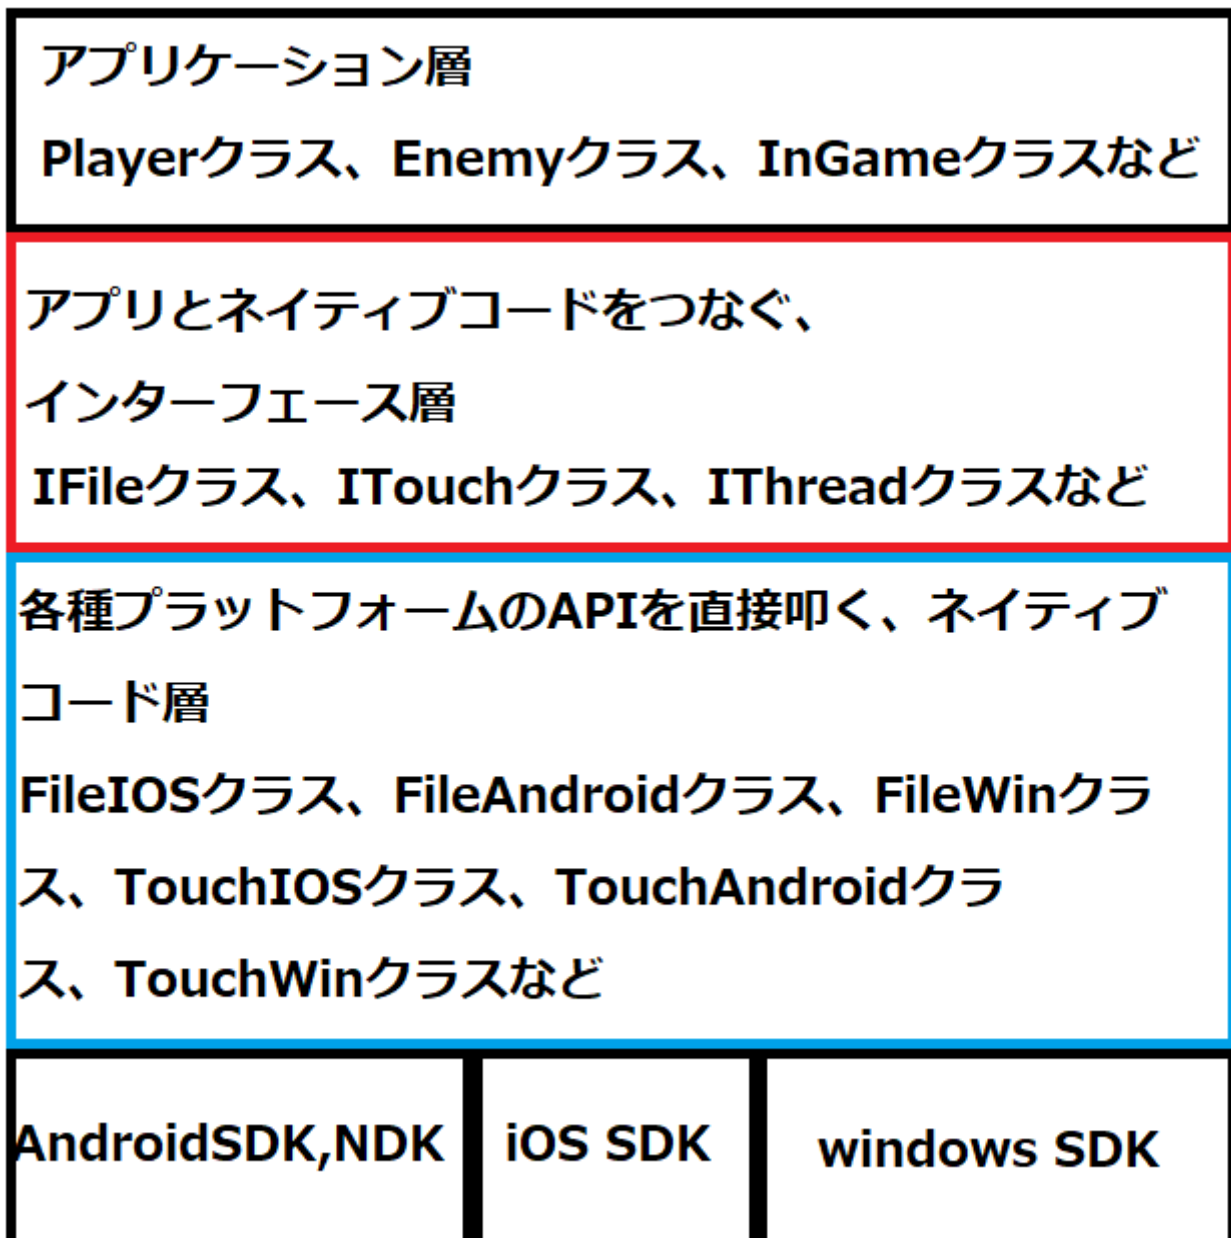 アプリケーション層
Playerクラス、Enemyクラス、InGameクラスなど
アプリとネイティブコードをつなぐ、
インターフェース層
IFileクラス、ITouchクラス、IThreadクラスなど
各種プラットフォームのAPIを直接叩く、ネイティブ
コード層
FileIOSクラス、FileAndroidクラス、FileWinクラ
ス、TouchIOSクラス、TouchAndroidクラ
ス、TouchWinクラスなど
AndroidSDK,NDK
iOS SDK
windows SDK